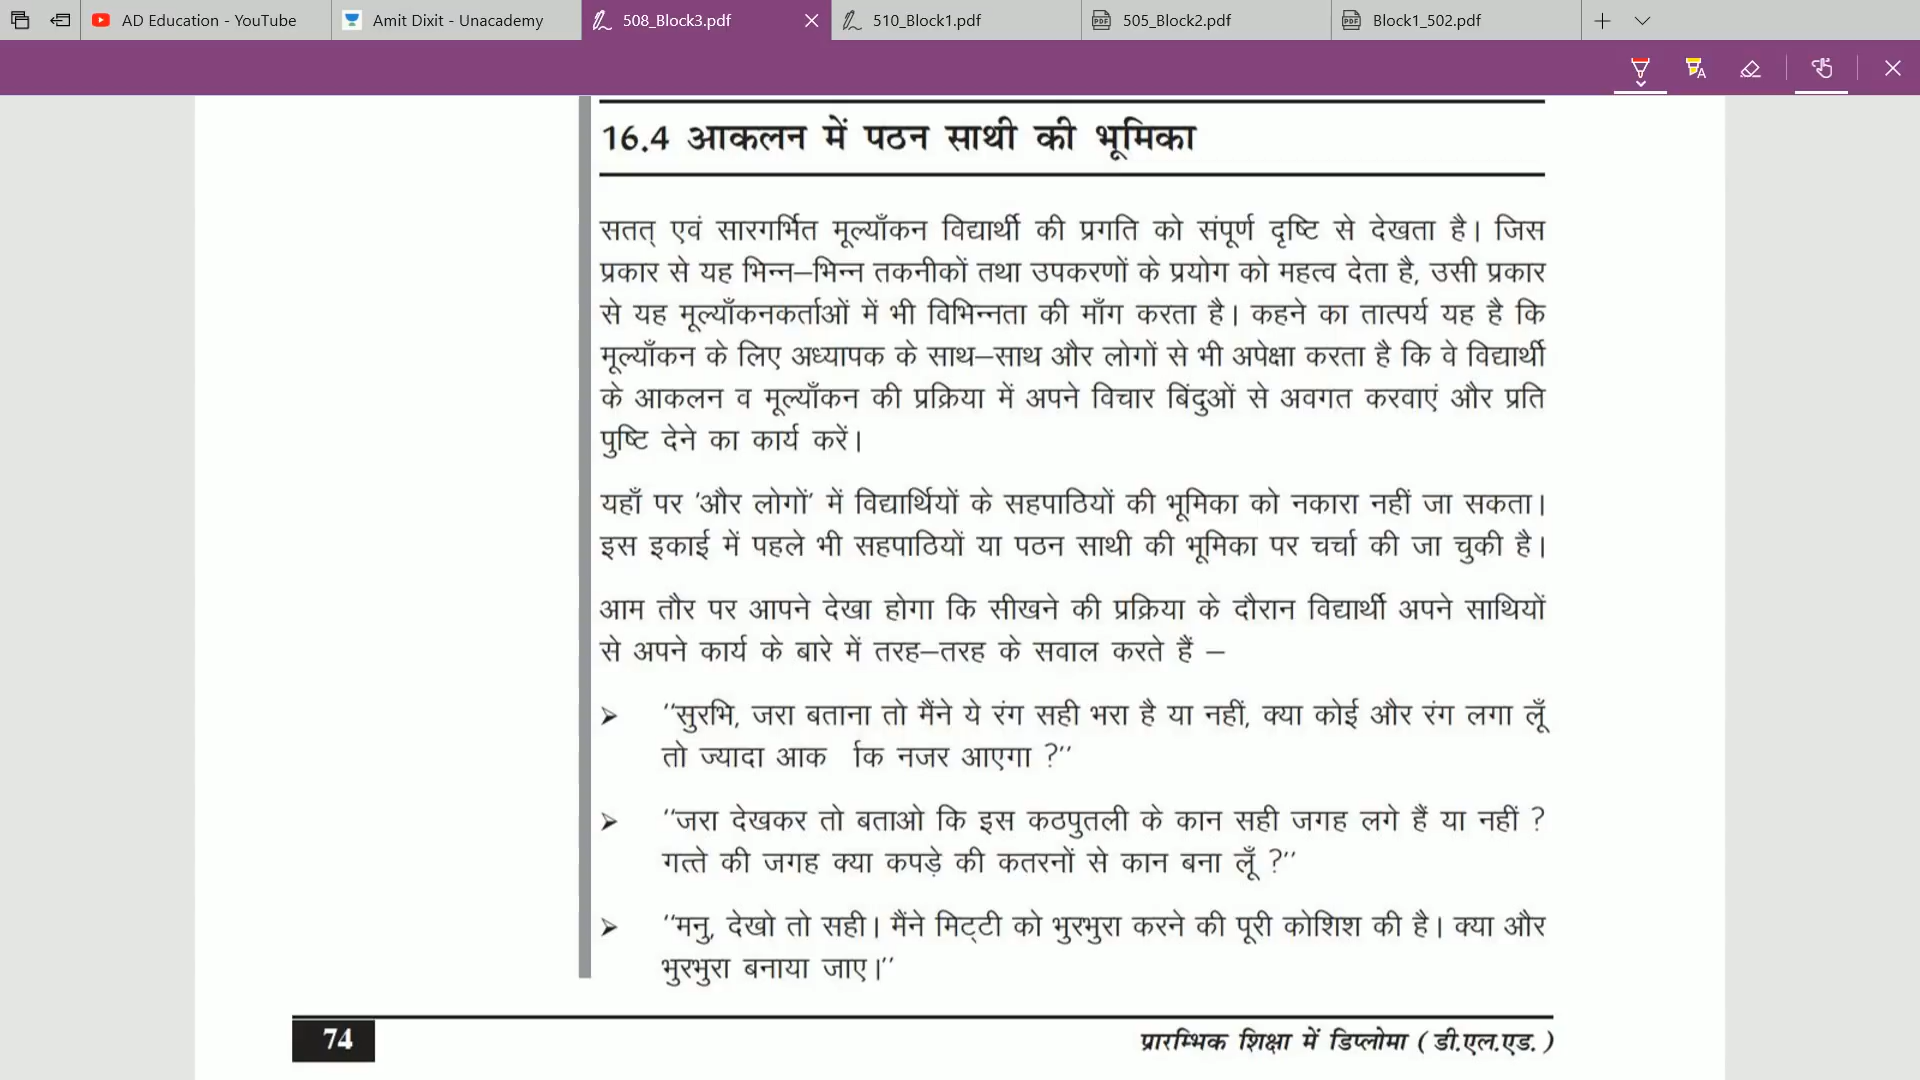 AD Education - YouTube
Amit Dixit - Unacademy
508_Block3.pdf
510_Block1.pdf
505_Block2.pdf
Block1_502.pdf
16.4 आकलन में पठन साथी की भूमिका
सतत् एवं सारगर्भित मूल्याँकन विद्यार्थी की प्रगति को संपूर्ण दृष्टि से देखता है। जिस
प्रकार से यह भिन्न–भिन्न तकनीकों तथा उपकरणों के प्रयोग को महत्व देता है, उसी प्रकार
से यह मूल्याँकनकर्ताओं में भी विभिन्नता की माँग करता है। कहने का तात्पर्य यह है कि
मूल्याँकन के लिए अध्यापक के साथ–साथ और लोगों से भी अपेक्षा करता है कि वे विद्यार्थी
के आकलन व मूल्याँकन की प्रक्रिया में अपने विचार बिंदुओं से अवगत करवाएं और प्रति
पुष्टि देने का कार्य करें।
यहाँ पर 'और लोगों' में विद्यार्थियों के सहपाठियों की भूमिका को नकारा नहीं जा सकता।
इस इकाई में पहले भी सहपाठियों या पठन साथी की भूमिका पर चर्चा की जा चुकी है।
आम तौर पर आपने देखा होगा कि सीखने की प्रक्रिया के दौरान विद्यार्थी अपने साथियों
से अपने कार्य के बारे में तरह–तरह के सवाल करते हैं –
➢ ''सुरभि, जरा बताना तो मैंने ये रंग सही भरा है या नहीं, क्या कोई और रंग लगा लूँ
तो ज्यादा आक र्ाक नजर आएगा ?''
➢ ''जरा देखकर तो बताओ कि इस कठपुतली के कान सही जगह लगे हैं या नहीं ?
गत्ते की जगह क्या कपड़े की कतरनों से कान बना लूँ ?''
➢ ''मनु, देखो तो सही। मैंने मिट्टी को भुरभुरा करने की पूरी कोशिश की है। क्या और
भुरभुरा बनाया जाए।''
74
प्रारम्भिक शिक्षा में डिप्लोमा ( डी.एल.एड. )